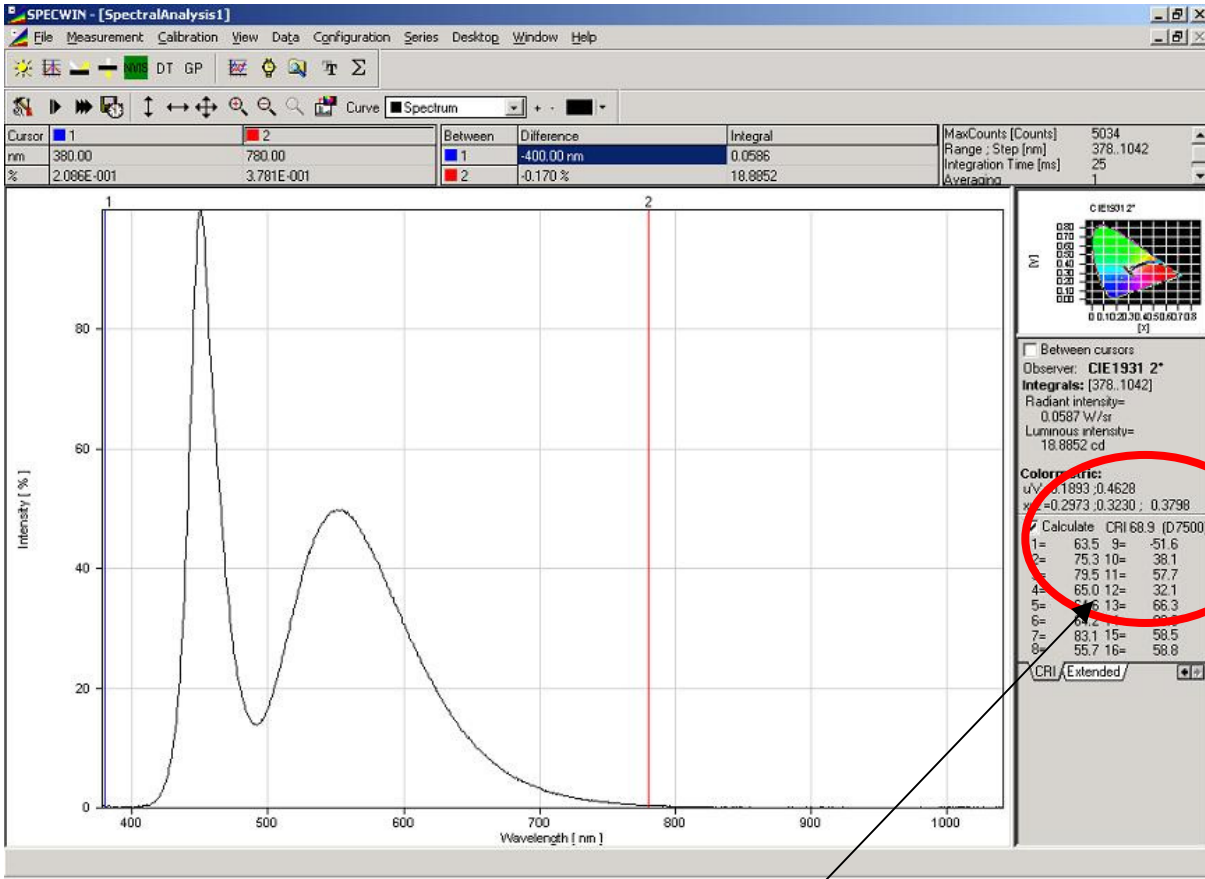 SPECWIN - [SpectralAnalysis1]
File Measurement Calibration View Data Configuration Series Desktop Window Help
NVIS DT GP Tr Σ
Curve Spectrum + -
Cursor 1 2 Between Difference Integral
nm 380.00 780.00 1 -400.00 nm 0.0586
% 2.086E-001 3.781E-001 2 -0.170 % 18.8852
MaxCounts [Counts] 5034
Range ; Step [nm] 378..1042
Integration Time [ms] 25
Averaging 1
1 2
80
60
40
20
0
Intensity [ % ]
400 500 600 700 800 900 1000
Wavelength [ nm ]
CIE1931 2°
[Y]
[X]
Between cursors
Observer: CIE1931 2°
Integrals: [378..1042]
Radiant intensity=
0.0587 W/sr
Luminous intensity=
18.8852 cd
Colormetric:
;0.4628
=0.2973 ;0.3230 ; 0.3798
Calculate CRI 68.9 (D7500)
1= 63.5 9= -51.6
2= 75.3 10= 38.1
79.5 11= 57.7
4= 65.0 12= 32.1
5= 13= 66.3
6=
7= 83.1 15= 58.5
8= 55.7 16= 58.8
CRI Extended